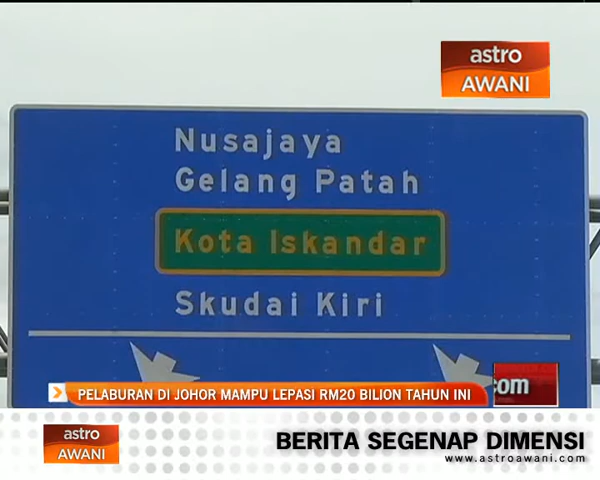 astro
AWANI
Nusajaya
Gelang Patah
Kota Iskandar
Skudai Kiri
PELABURAN DI JOHOR MAMPU LEPASI RM20 BILION TAHUN INI
com
astro
AWANI
BERITA SEGENAP DIMENSI
www.astroawani.com